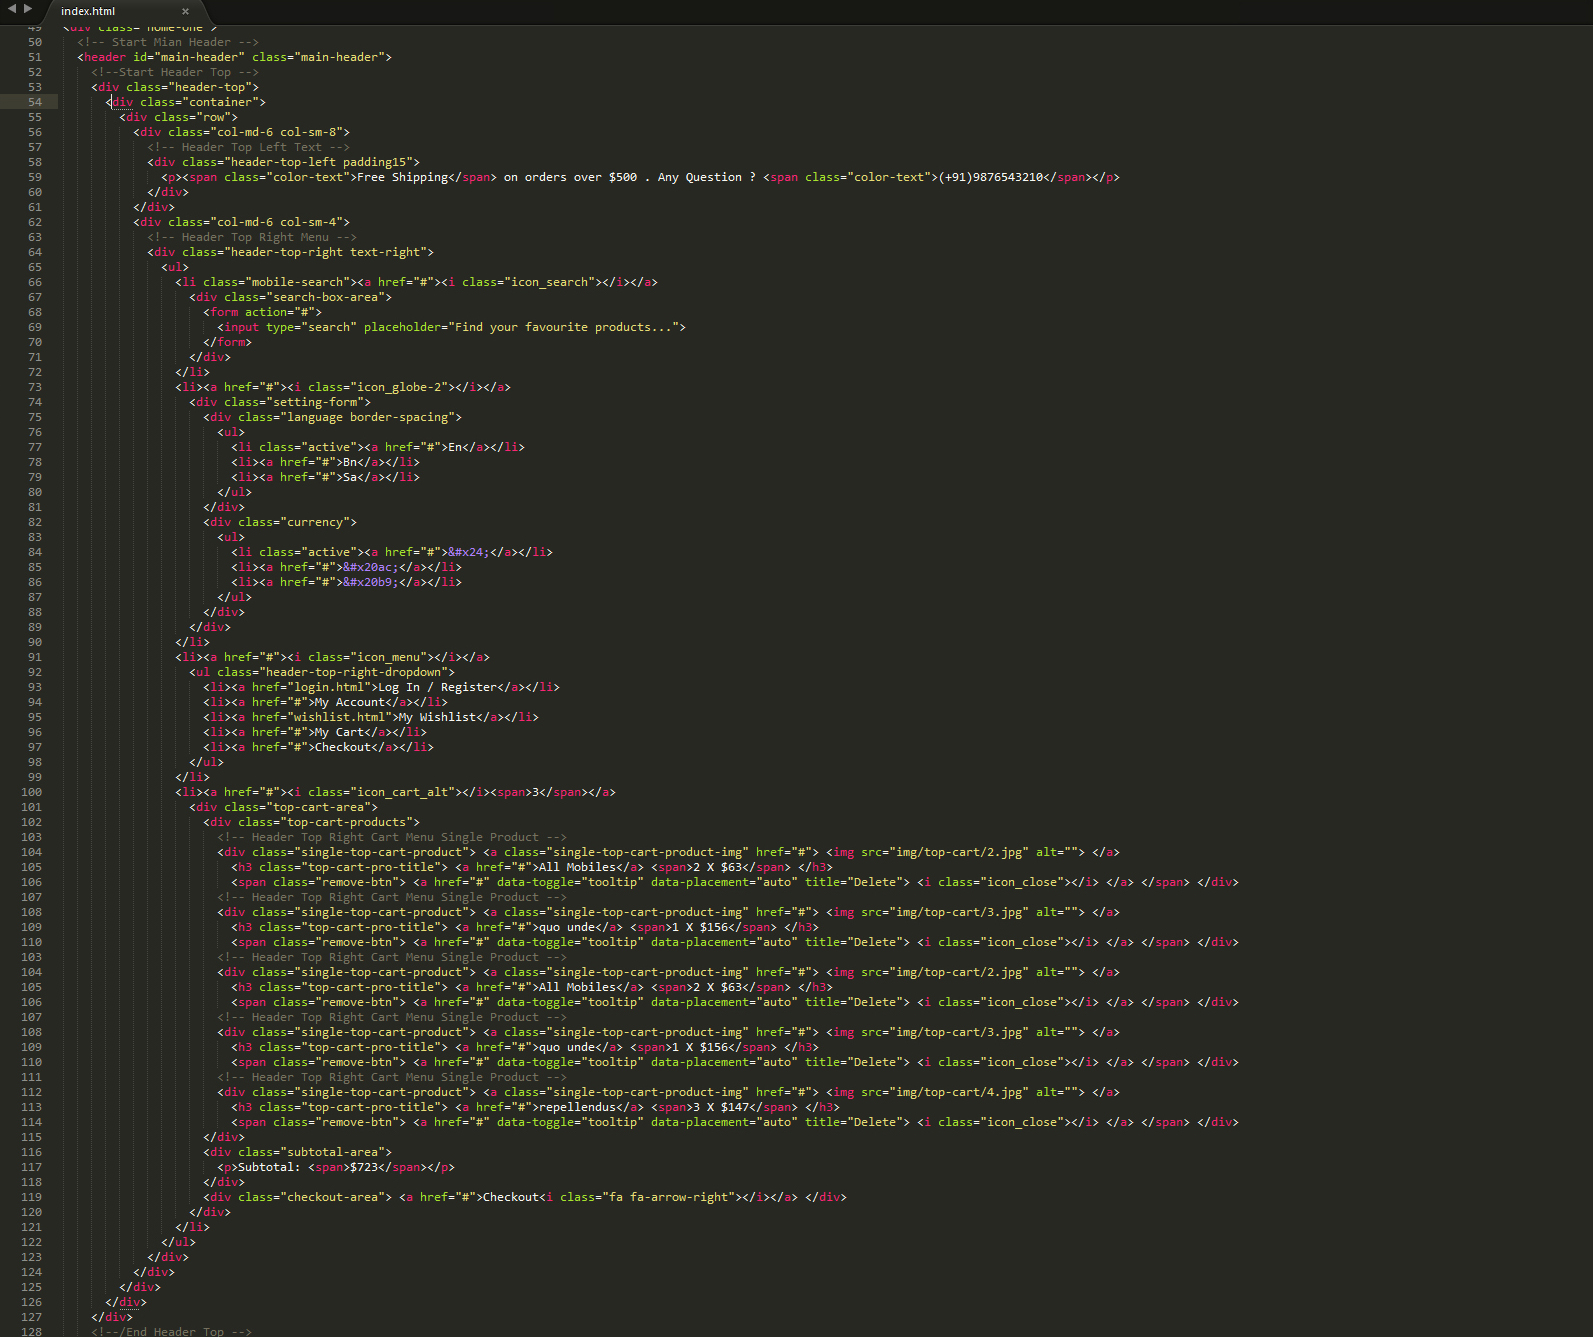 index.html ×
49 <div class="home-one">
50 <!-- Start Mian Header -->
51 <header id="main-header" class="main-header">
52 <!--Start Header Top -->
53 <div class="header-top">
54 <div class="container">
55 <div class="row">
56 <div class="col-md-6 col-sm-8">
57 <!-- Header Top Left Text -->
58 <div class="header-top-left padding15">
59 <p><span class="color-text">Free Shipping</span> on orders over $500 . Any Question ? <span class="color-text">(+91)9876543210</span></p>
60 </div>
61 </div>
62 <div class="col-md-6 col-sm-4">
63 <!-- Header Top Right Menu -->
64 <div class="header-top-right text-right">
65 <ul>
66 <li class="mobile-search"><a href="#"><i class="icon_search"></i></a>
67 <div class="search-box-area">
68 <form action="#">
69 <input type="search" placeholder="Find your favourite products...">
70 </form>
71 </div>
72 </li>
73 <li><a href="#"><i class="icon_globe-2"></i></a>
74 <div class="setting-form">
75 <div class="language border-spacing">
76 <ul>
77 <li class="active"><a href="#">En</a></li>
78 <li><a href="#">Bn</a></li>
79 <li><a href="#">Sa</a></li>
80 </ul>
81 </div>
82 <div class="currency">
83 <ul>
84 <li class="active"><a href="#">&#x24;</a></li>
85 <li><a href="#">&#x20ac;</a></li>
86 <li><a href="#">&#x20b9;</a></li>
87 </ul>
88 </div>
89 </div>
90 </li>
91 <li><a href="#"><i class="icon_menu"></i></a>
92 <ul class="header-top-right-dropdown">
93 <li><a href="login.html">Log In / Register</a></li>
94 <li><a href="#">My Account</a></li>
95 <li><a href="wishlist.html">My Wishlist</a></li>
96 <li><a href="#">My Cart</a></li>
97 <li><a href="#">Checkout</a></li>
98 </ul>
99 </li>
100 <li><a href="#"><i class="icon_cart_alt"></i><span>3</span></a>
101 <div class="top-cart-area">
102 <div class="top-cart-products">
103 <!-- Header Top Right Cart Menu Single Product -->
104 <div class="single-top-cart-product"> <a class="single-top-cart-product-img" href="#"> <img src="img/top-cart/2.jpg" alt=""> </a>
105 <h3 class="top-cart-pro-title"> <a href="#">All Mobiles</a> <span>2 X $63</span> </h3>
106 <span class="remove-btn"> <a href="#" data-toggle="tooltip" data-placement="auto" title="Delete"> <i class="icon_close"></i> </a> </span> </div>
107 <!-- Header Top Right Cart Menu Single Product -->
108 <div class="single-top-cart-product"> <a class="single-top-cart-product-img" href="#"> <img src="img/top-cart/3.jpg" alt=""> </a>
109 <h3 class="top-cart-pro-title"> <a href="#">quo unde</a> <span>1 X $156</span> </h3>
110 <span class="remove-btn"> <a href="#" data-toggle="tooltip" data-placement="auto" title="Delete"> <i class="icon_close"></i> </a> </span> </div>
103 <!-- Header Top Right Cart Menu Single Product -->
104 <div class="single-top-cart-product"> <a class="single-top-cart-product-img" href="#"> <img src="img/top-cart/2.jpg" alt=""> </a>
105 <h3 class="top-cart-pro-title"> <a href="#">All Mobiles</a> <span>2 X $63</span> </h3>
106 <span class="remove-btn"> <a href="#" data-toggle="tooltip" data-placement="auto" title="Delete"> <i class="icon_close"></i> </a> </span> </div>
107 <!-- Header Top Right Cart Menu Single Product -->
108 <div class="single-top-cart-product"> <a class="single-top-cart-product-img" href="#"> <img src="img/top-cart/3.jpg" alt=""> </a>
109 <h3 class="top-cart-pro-title"> <a href="#">quo unde</a> <span>1 X $156</span> </h3>
110 <span class="remove-btn"> <a href="#" data-toggle="tooltip" data-placement="auto" title="Delete"> <i class="icon_close"></i> </a> </span> </div>
111 <!-- Header Top Right Cart Menu Single Product -->
112 <div class="single-top-cart-product"> <a class="single-top-cart-product-img" href="#"> <img src="img/top-cart/4.jpg" alt=""> </a>
113 <h3 class="top-cart-pro-title"> <a href="#">repellendus</a> <span>3 X $147</span> </h3>
114 <span class="remove-btn"> <a href="#" data-toggle="tooltip" data-placement="auto" title="Delete"> <i class="icon_close"></i> </a> </span> </div>
115 </div>
116 <div class="subtotal-area">
117 <p>Subtotal: <span>$723</span></p>
118 </div>
119 <div class="checkout-area"> <a href="#">Checkout<i class="fa fa-arrow-right"></i></a> </div>
120 </div>
121 </li>
122 </ul>
123 </div>
124 </div>
125 </div>
126 </div>
127 </div>
128 <!--/End Header Top -->